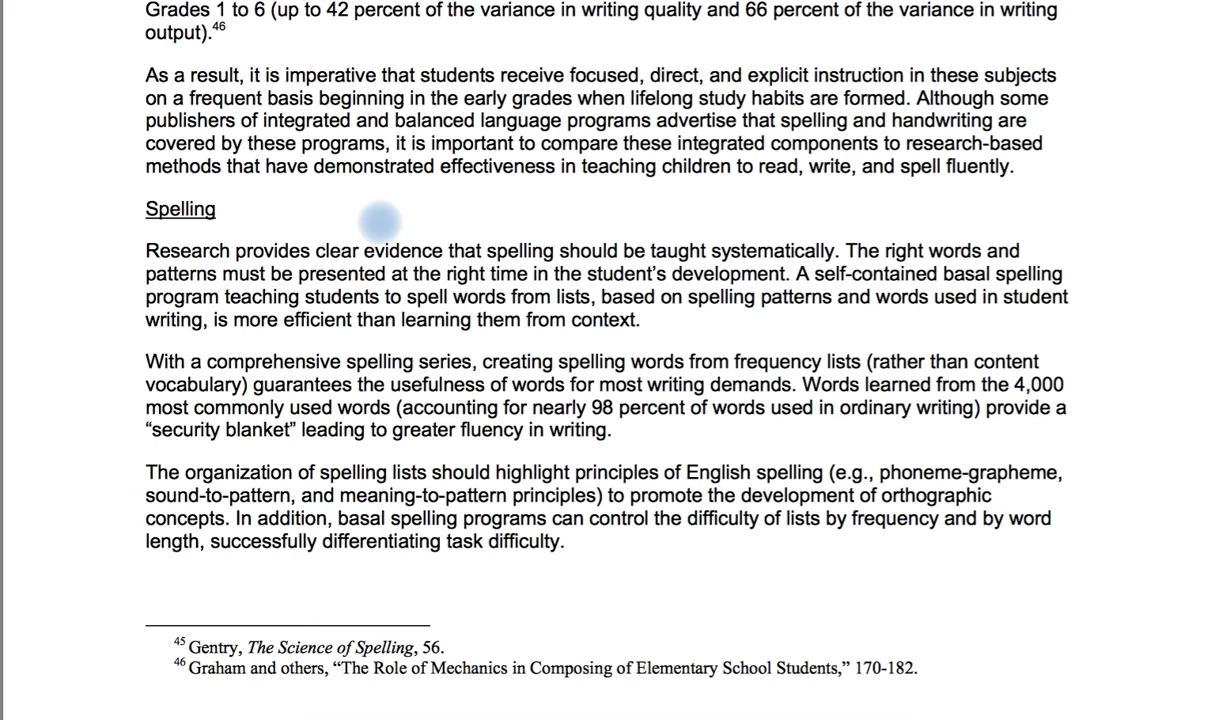 Grades 1 to 6 (up to 42 percent of the variance in writing quality and 66 percent of the variance in writing
output).46
As a result, it is imperative that students receive focused, direct, and explicit instruction in these subjects
on a frequent basis beginning in the early grades when lifelong study habits are formed. Although some
publishers of integrated and balanced language programs advertise that spelling and handwriting are
covered by these programs, it is important to compare these integrated components to research-based
methods that have demonstrated effectiveness in teaching children to read, write, and spell fluently.
Spelling
Research provides clear evidence that spelling should be taught systematically. The right words and
patterns must be presented at the right time in the student’s development. A self-contained basal spelling
program teaching students to spell words from lists, based on spelling patterns and words used in student
writing, is more efficient than learning them from context.
With a comprehensive spelling series, creating spelling words from frequency lists (rather than content
vocabulary) guarantees the usefulness of words for most writing demands. Words learned from the 4,000
most commonly used words (accounting for nearly 98 percent of words used in ordinary writing) provide a
“security blanket” leading to greater fluency in writing.
The organization of spelling lists should highlight principles of English spelling (e.g., phoneme-grapheme,
sound-to-pattern, and meaning-to-pattern principles) to promote the development of orthographic
concepts. In addition, basal spelling programs can control the difficulty of lists by frequency and by word
length, successfully differentiating task difficulty.
45 Gentry, The Science of Spelling, 56.
46 Graham and others, “The Role of Mechanics in Composing of Elementary School Students,” 170-182.